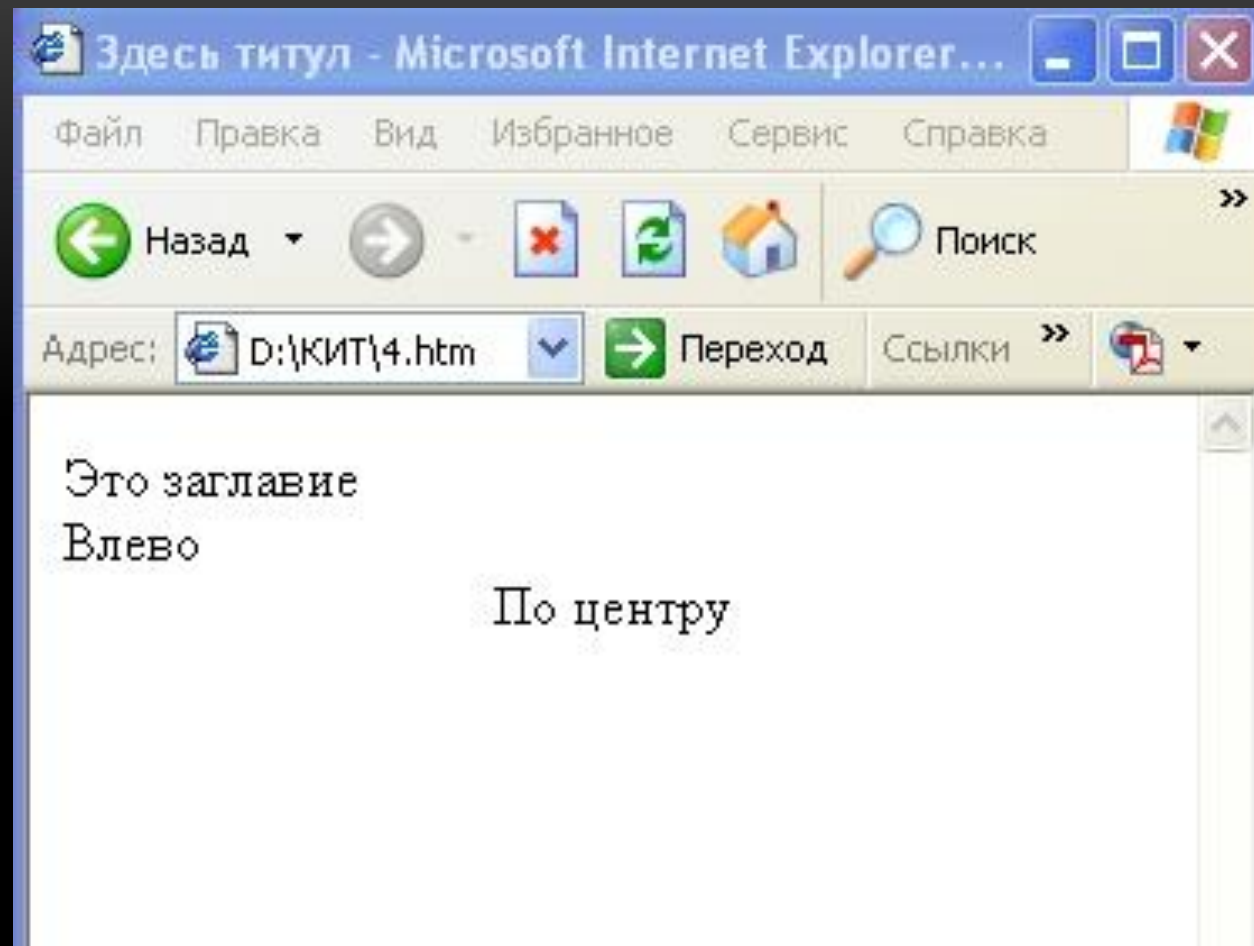 Здесь титул - Microsoft Internet Explorer...
Файл Правка Вид Избранное Сервис Справка
Назад Поиск »
Адрес: D:\КИТ\4.htm Переход Ссылки »
Это заглавие
Влево
По центру